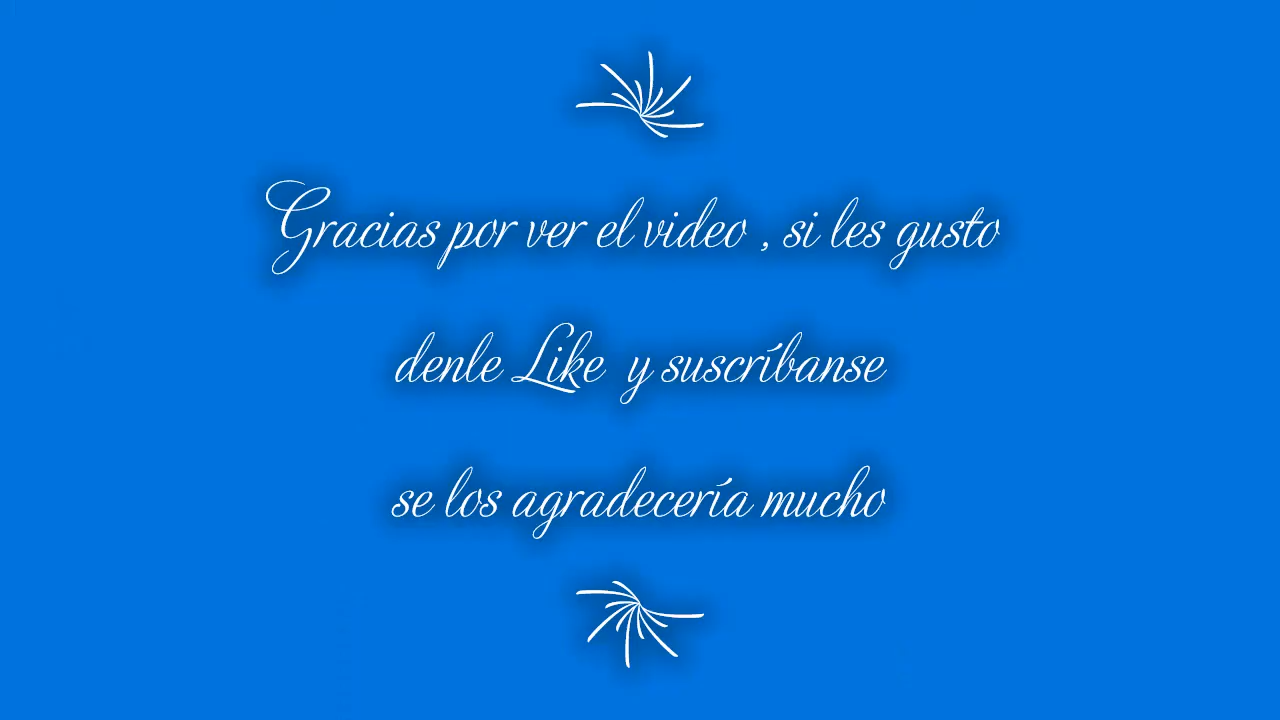 Gracias por ver el video , si les gusto
denle Like y suscríbanse
se los agradecería mucho